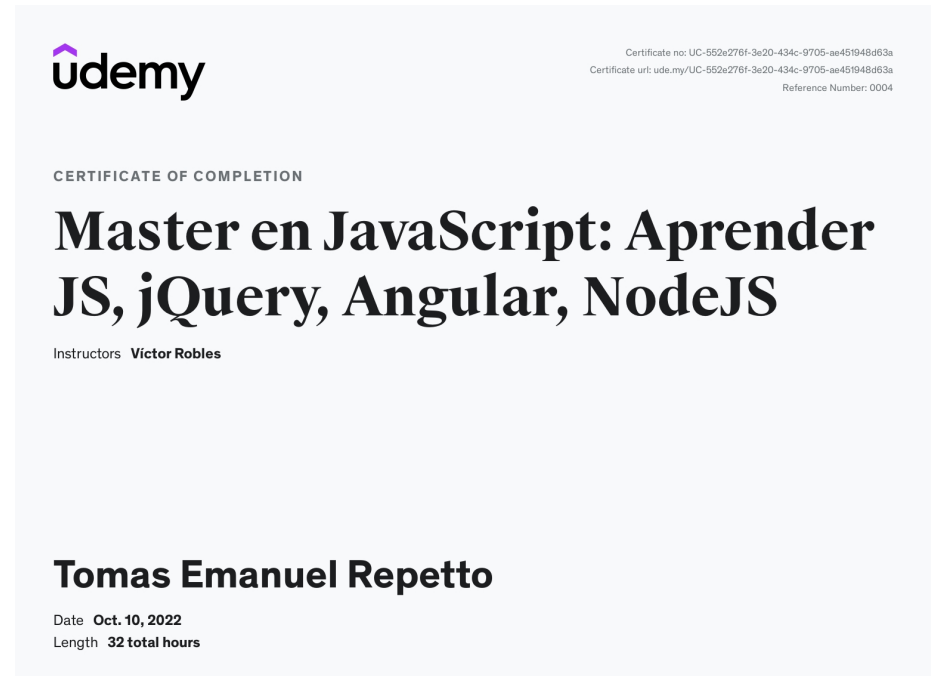 udemy
Certificate no: UC-552e276f-3e20-434c-9705-ae451948d63a
Certificate url: ude.my/UC-552e276f-3e20-434c-9705-ae451948d63a
Reference Number: 0004
CERTIFICATE OF COMPLETION
Master en JavaScript: Aprender
JS, jQuery, Angular, NodeJS
Instructors Víctor Robles
Tomas Emanuel Repetto
Date Oct. 10, 2022
Length 32 total hours